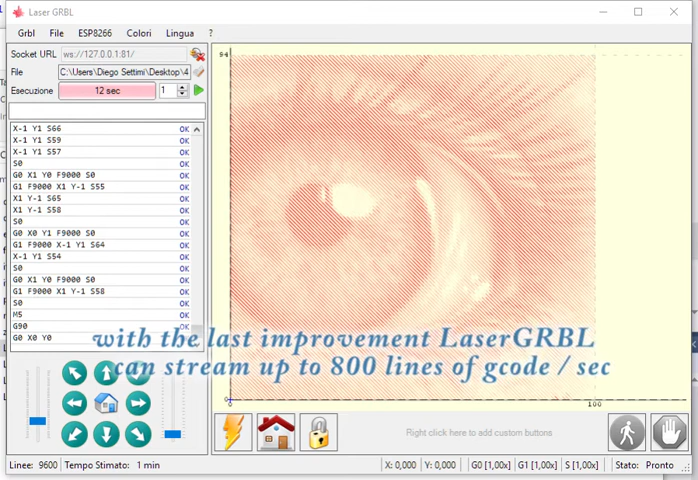 Laser GRBL
Grbl File ESP8266 Colori Lingua ?
Socket URL ws://127.0.0.1:81/
File C:\Users\Diego Settimi\Desktop\4
Esecuzione 12 sec 1
X-1 Y1 S66 OK
X-1 Y1 S59 OK
X-1 Y1 S57 OK
S0 OK
G0 X1 Y0 F9000 S0 OK
G1 F9000 X1 Y-1 S55 OK
X1 Y-1 S65 OK
X1 Y-1 S58 OK
S0 OK
G0 X0 Y1 F9000 S0 OK
G1 F9000 X-1 Y1 S64 OK
X-1 Y1 S54 OK
S0 OK
G0 X1 Y0 F9000 S0 OK
G1 F9000 X1 Y-1 S58 OK
S0 OK
M5 OK
G90 OK
G0 X0 Y0
94
with the last improvement LaserGRBL
can stream up to 800 lines of gcode / sec
0 100
Right click here to add custom buttons
Linee: 9600 Tempo Stimato: 1 min X: 0,000 Y: 0,000 G0 [1,00x] G1 [1,00x] S [1,00x] Stato: Pronto